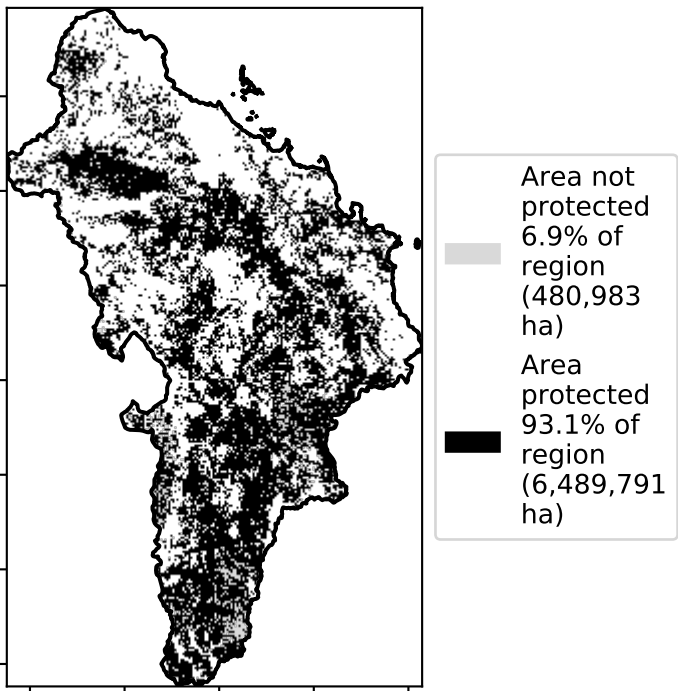 Area not
protected
6.9% of
region
(480,983
ha)
Area
protected
93.1% of
region
(6,489,791
ha)